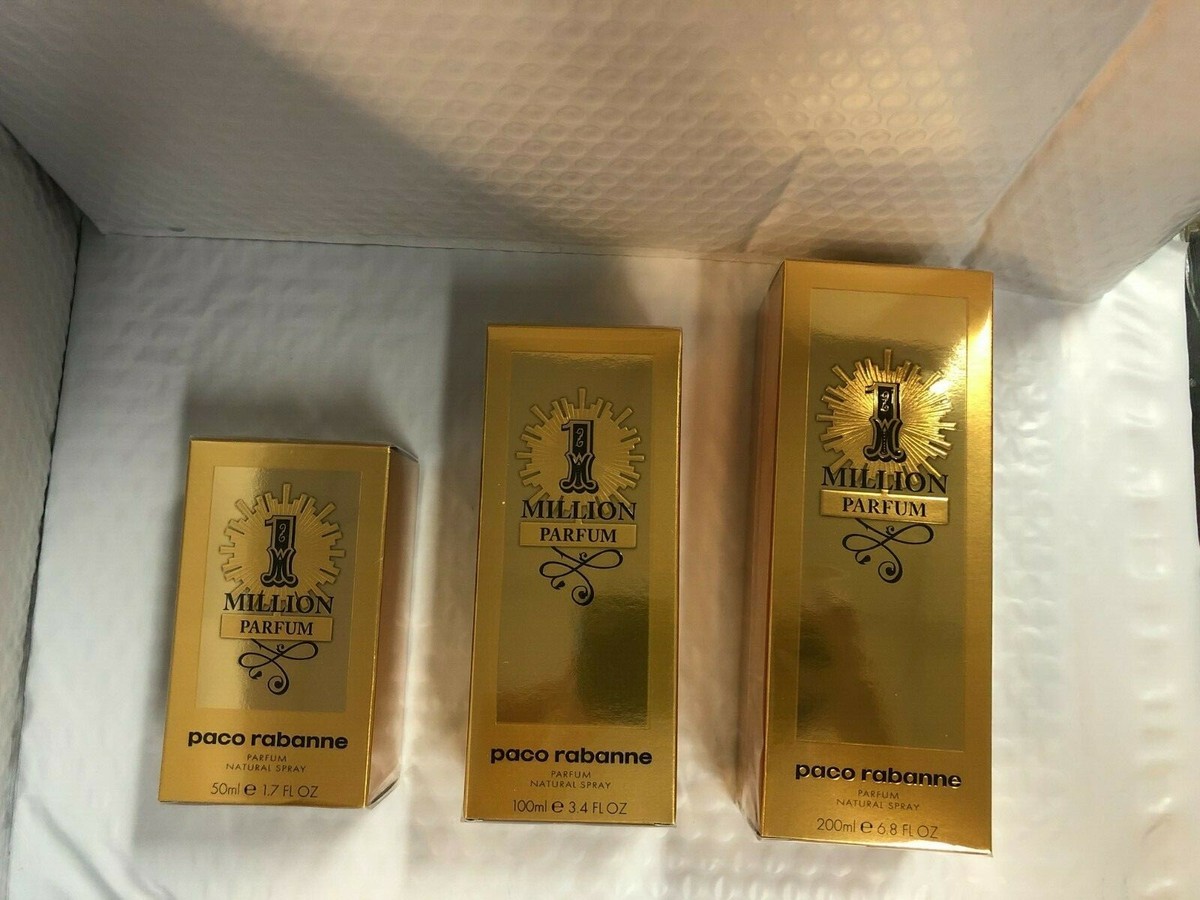 1
MILLION
PARFUM
paco rabanne
PARFUM
NATURAL SPRAY
50ml e 1.7 FL OZ
1
MILLION
PARFUM
paco rabanne
PARFUM
NATURAL SPRAY
100ml e 3.4 FL OZ
1
MILLION
PARFUM
paco rabanne
PARFUM
NATURAL SPRAY
200ml e 6.8 FL OZ